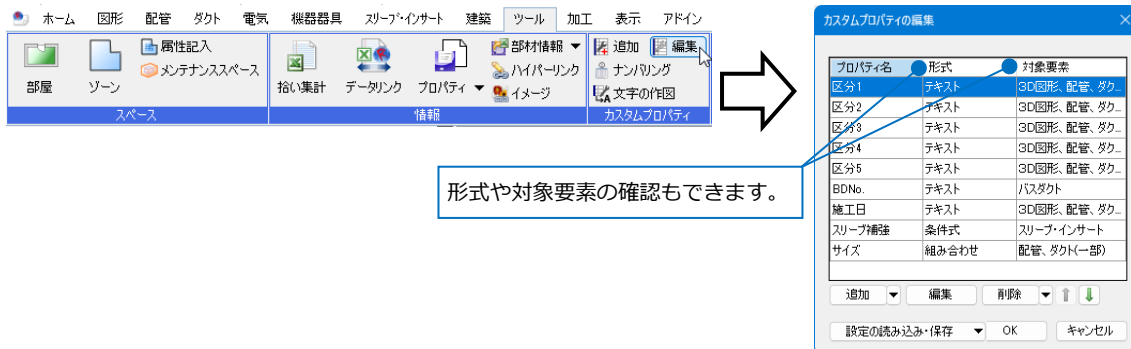 ホーム 図形 配管 ダクト 電気 機器器具 スリーブ・インサート 建築 ツール 加工 表示 アドイン
部屋 ゾーン 属性記入 メンテナンススペース
スペース
拾い集計 データリンク プロパティ 部材情報 ハイパーリンク イメージ
情報
追加 編集
ナンバリング
文字の作図
カスタムプロパティ
形式や対象要素の確認もできます。
カスタムプロパティの編集
プロパティ名 形式 対象要素
区分1 テキスト 3D図形、配管、ダク...
区分2 テキスト 3D図形、配管、ダク...
区分3 テキスト 3D図形、配管、ダク...
区分4 テキスト 3D図形、配管、ダク...
区分5 テキスト 3D図形、配管、ダク...
BDNo. テキスト バスダクト
施工日 テキスト 3D図形、配管、ダク...
スリーブ補強 条件式 スリーブ・インサート
サイズ 組み合わせ 配管、ダクト(一部)
追加 編集 削除
設定の読み込み・保存 OK キャンセル